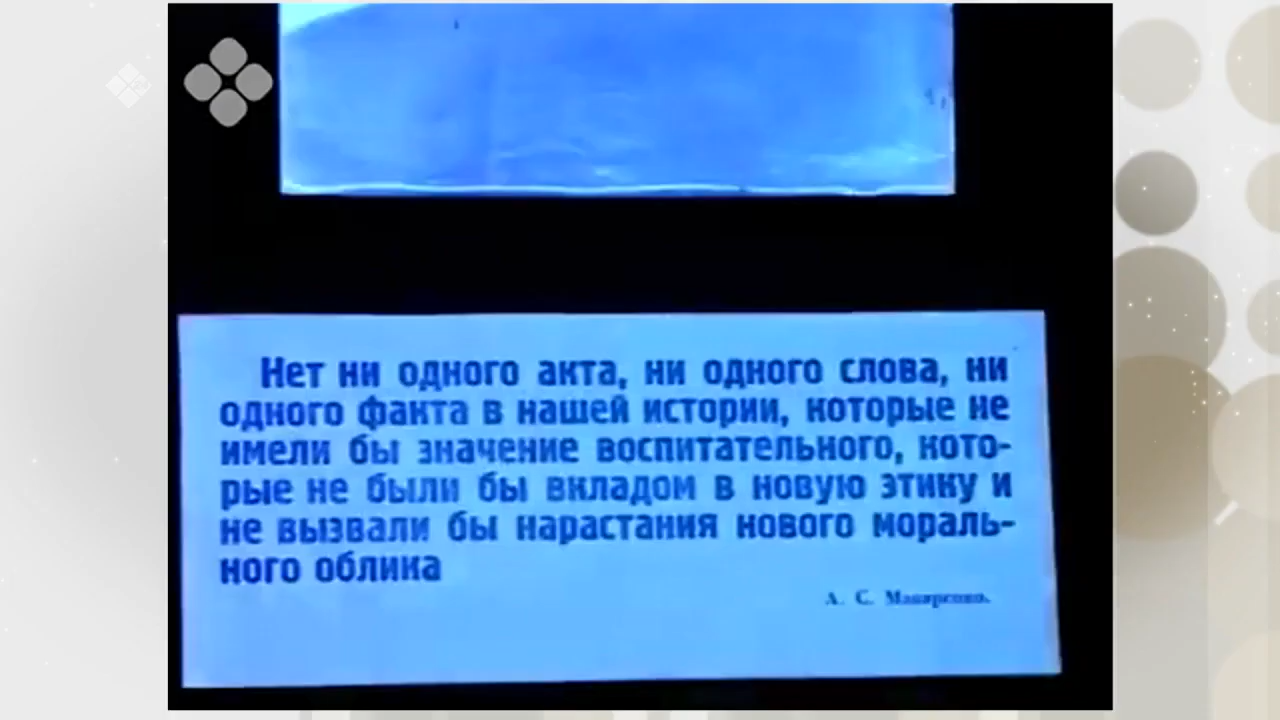 Нет ни одного акта, ни одного слова, ни
одного факта в нашей истории, которые не
имели бы значение воспитательного, кото-
рые не были бы вкладом в новую этику и
не вызвали бы нарастания нового мораль-
ного облика
А. С. Макаренко.